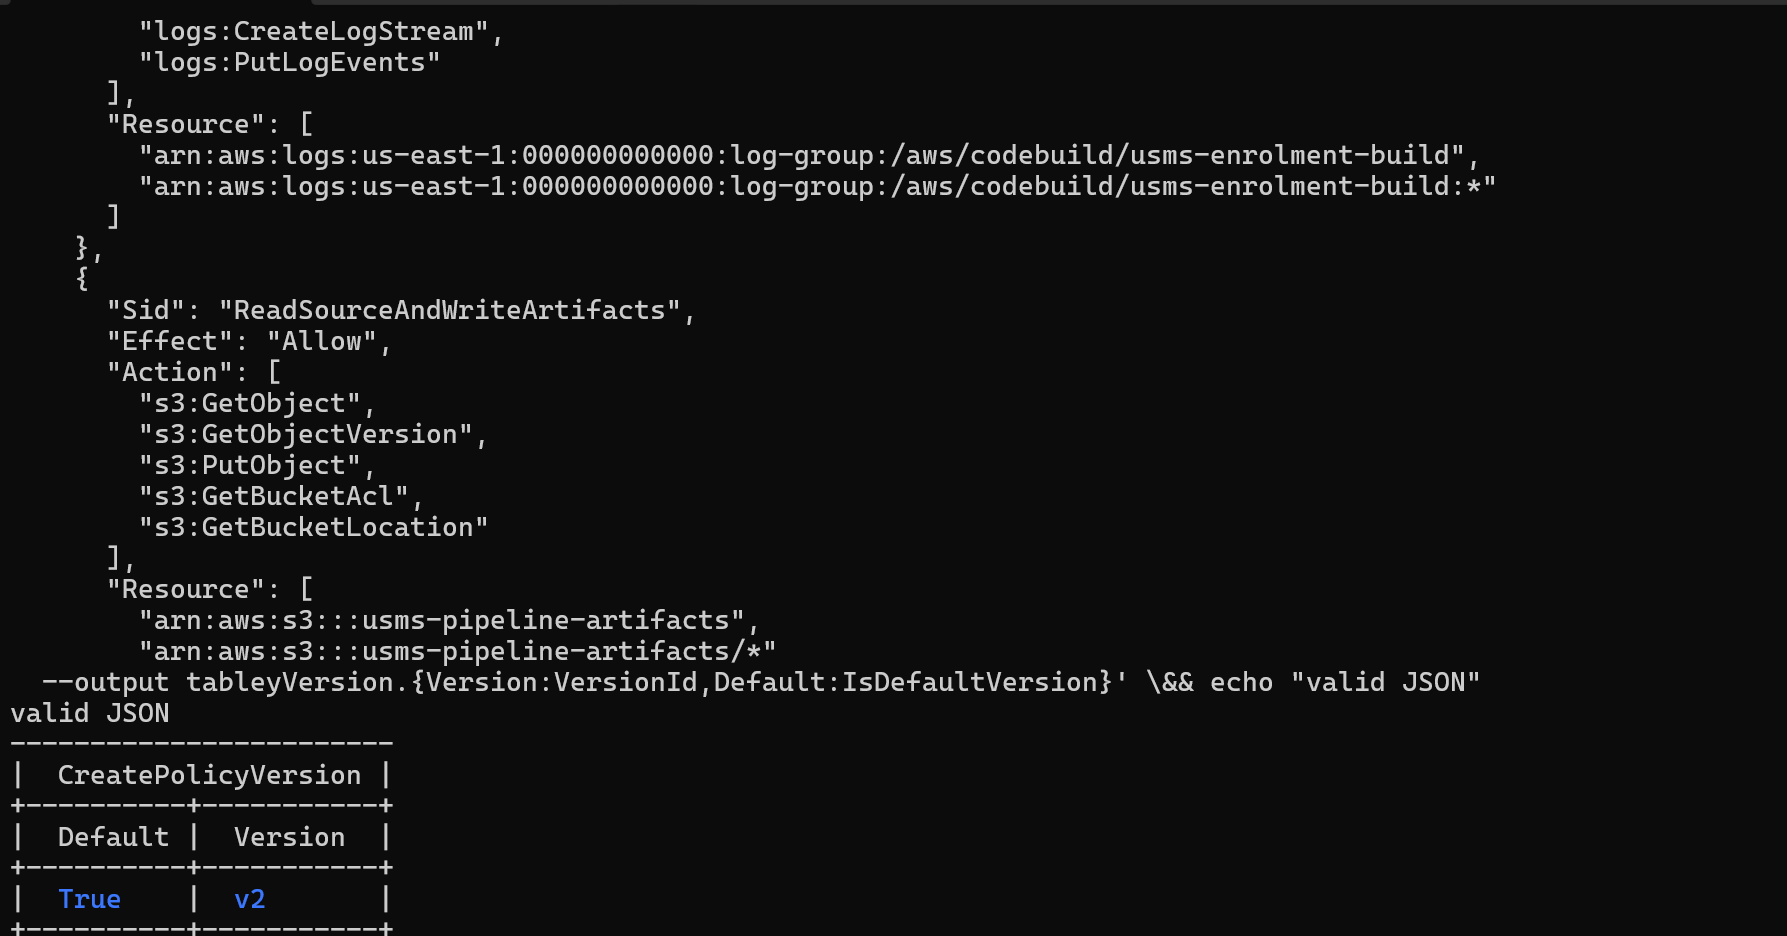 "logs:CreateLogStream",
"logs:PutLogEvents"
],
"Resource": [
"arn:aws:logs:us-east-1:000000000000:log-group:/aws/codebuild/usms-enrolment-build",
"arn:aws:logs:us-east-1:000000000000:log-group:/aws/codebuild/usms-enrolment-build:*"
]
},
{
"Sid": "ReadSourceAndWriteArtifacts",
"Effect": "Allow",
"Action": [
"s3:GetObject",
"s3:GetObjectVersion",
"s3:PutObject",
"s3:GetBucketAcl",
"s3:GetBucketLocation"
],
"Resource": [
"arn:aws:s3:::usms-pipeline-artifacts",
"arn:aws:s3:::usms-pipeline-artifacts/*"
--output tableyVersion.{Version:VersionId,Default:IsDefaultVersion}' \&& echo "valid JSON"
valid JSON
------------------------
|  CreatePolicyVersion |
+----------+-----------+
|  Default |  Version  |
+----------+-----------+
|  True    |  v2       |
+----------+-----------+